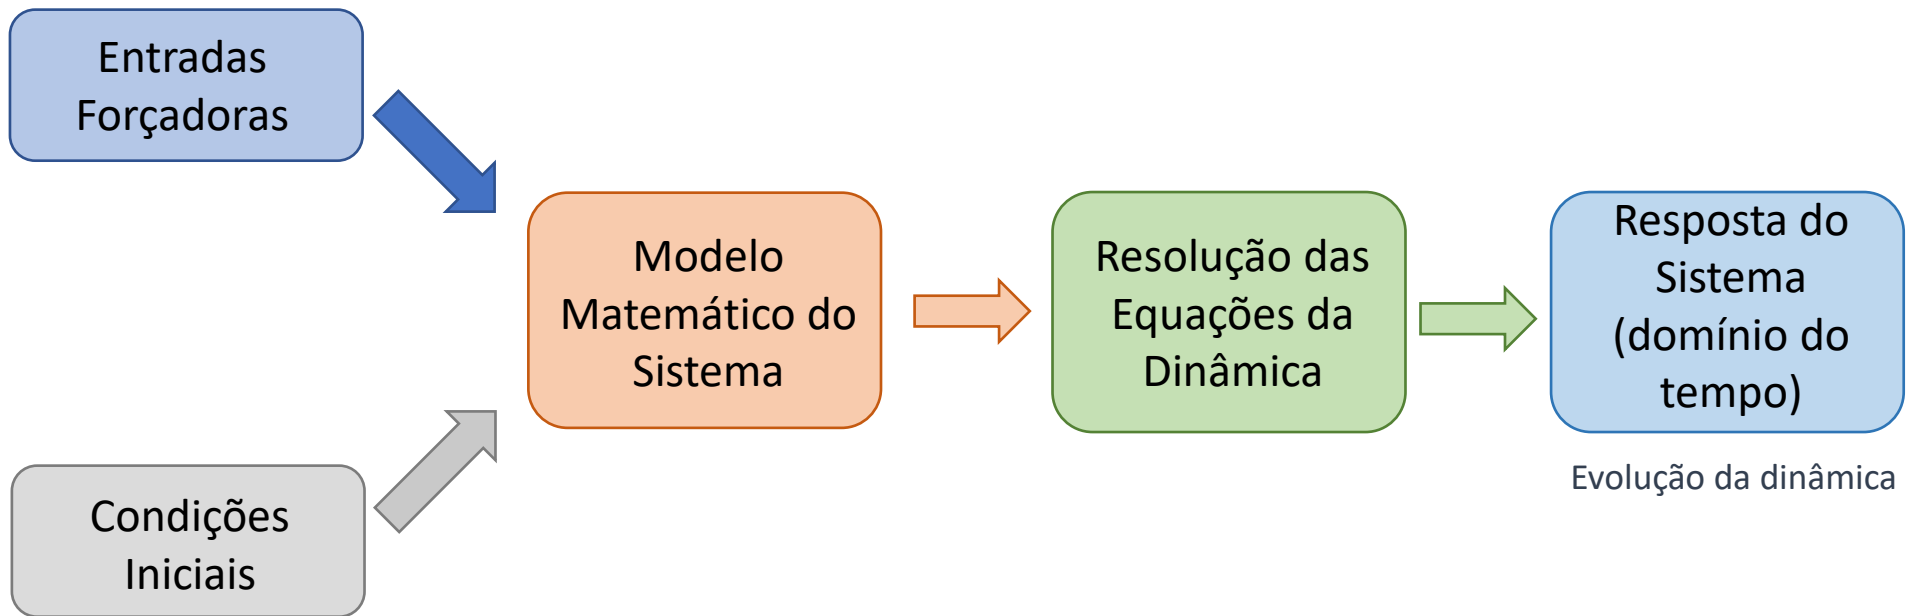 Entradas
Forçadoras
Condições
Iniciais
Modelo
Matemático do
Sistema
Resolução das
Equações da
Dinâmica
Resposta do
Sistema
(domínio do
tempo)
Evolução da dinâmica